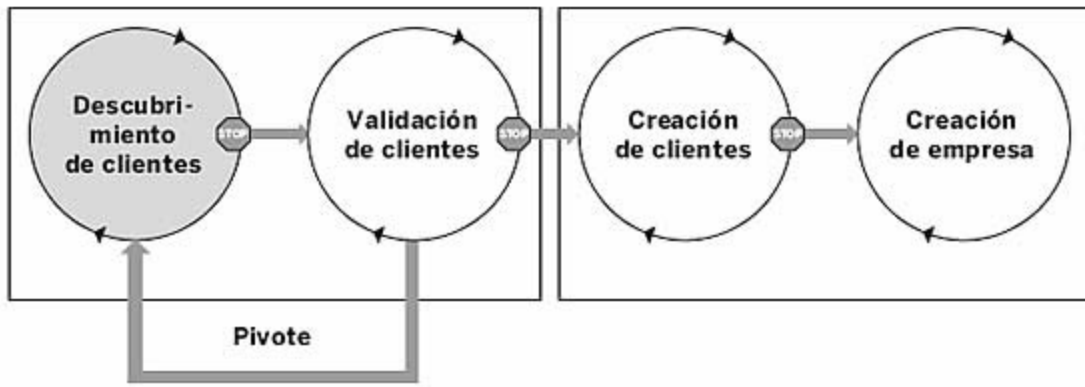 Descubri-
miento
de clientes
STOP
Validación
de clientes
STOP
Creación
de clientes
STOP
Creación
de empresa
Pivote